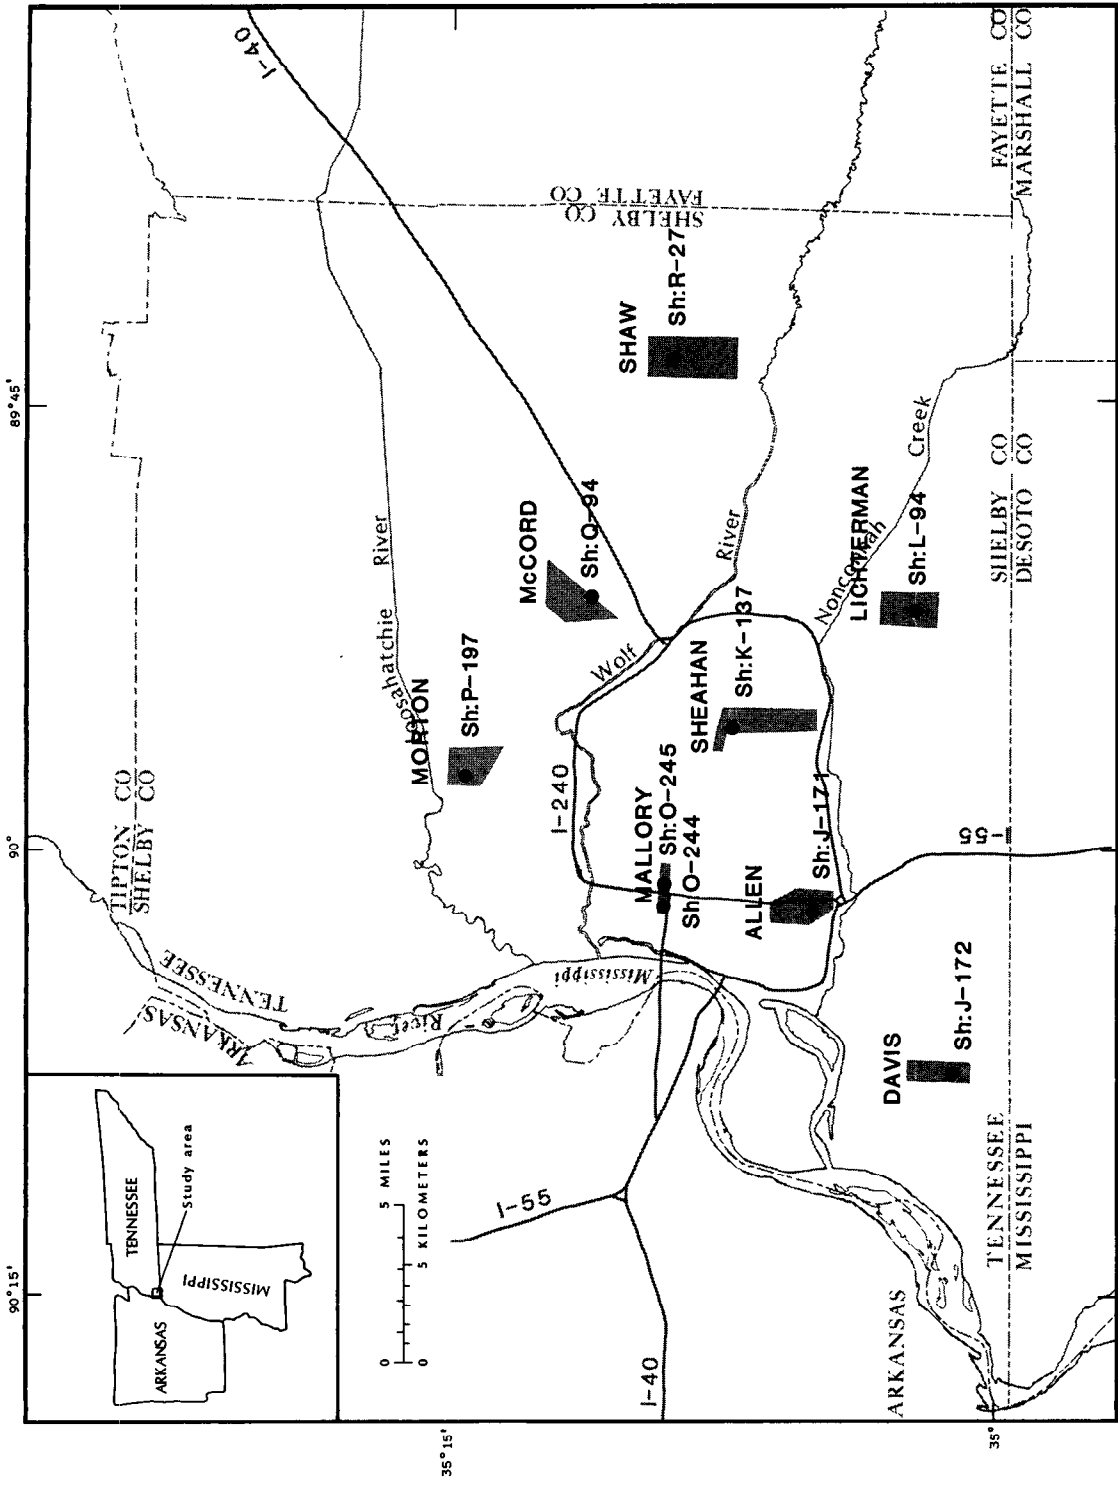 90°15'
90°
89°45'
35°15'
35°
TENNESSEE
ARKANSAS
MISSISSIPPI
Study area
0 5 MILES
0 5 KILOMETERS
TIPTON CO
SHELBY CO
ARKANSAS
TENNESSEE
I-40
Loosahatchie River
MORTON
Sh:P-197
McCORD
Sh:Q-94
SHELBY CO
FAYETTE CO
SHAW
Sh:R-27
I-55
River
Mississippi
I-240
Wolf
River
MALLORY
Sh:O-245
Sh:O-244
SHEAHAN
Sh:K-137
I-40
ALLEN
Sh:J-171
Nonconnah Creek
LICHTERMAN
Sh:L-94
DAVIS
Sh:J-172
I-55
ARKANSAS
TENNESSEE
MISSISSIPPI
SHELBY CO
DESOTO CO
FAYETTE CO
MARSHALL CO